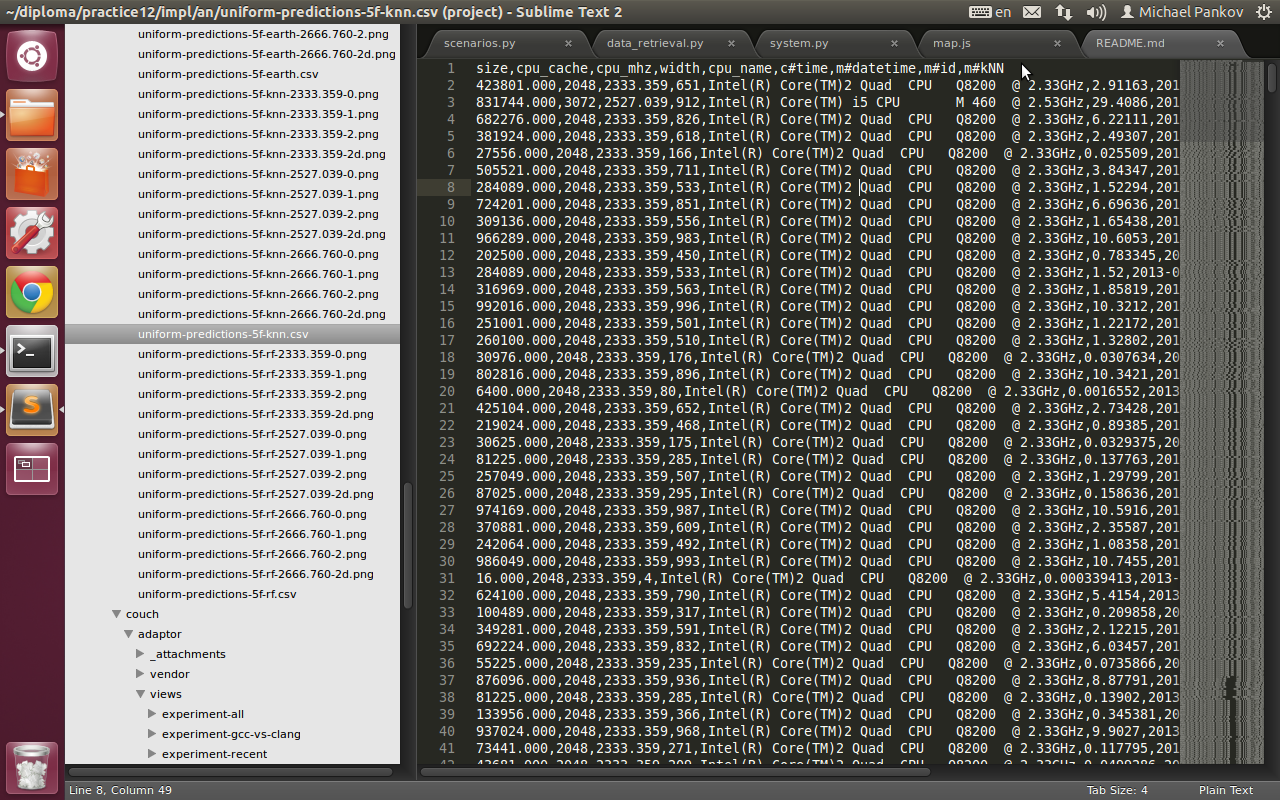 ~/diploma/practice12/impl/an/uniform-predictions-5f-knn.csv (project) - Sublime Text 2
en
Michael Pankov
uniform-predictions-5f-earth-2666.760-2.png
uniform-predictions-5f-earth-2666.760-2d.png
uniform-predictions-5f-earth.csv
uniform-predictions-5f-knn-2333.359-0.png
uniform-predictions-5f-knn-2333.359-1.png
uniform-predictions-5f-knn-2333.359-2.png
uniform-predictions-5f-knn-2333.359-2d.png
uniform-predictions-5f-knn-2527.039-0.png
uniform-predictions-5f-knn-2527.039-1.png
uniform-predictions-5f-knn-2527.039-2.png
uniform-predictions-5f-knn-2527.039-2d.png
uniform-predictions-5f-knn-2666.760-0.png
uniform-predictions-5f-knn-2666.760-1.png
uniform-predictions-5f-knn-2666.760-2.png
uniform-predictions-5f-knn-2666.760-2d.png
uniform-predictions-5f-knn.csv
uniform-predictions-5f-rf-2333.359-0.png
uniform-predictions-5f-rf-2333.359-1.png
uniform-predictions-5f-rf-2333.359-2.png
uniform-predictions-5f-rf-2333.359-2d.png
uniform-predictions-5f-rf-2527.039-0.png
uniform-predictions-5f-rf-2527.039-1.png
uniform-predictions-5f-rf-2527.039-2.png
uniform-predictions-5f-rf-2527.039-2d.png
uniform-predictions-5f-rf-2666.760-0.png
uniform-predictions-5f-rf-2666.760-1.png
uniform-predictions-5f-rf-2666.760-2.png
uniform-predictions-5f-rf-2666.760-2d.png
uniform-predictions-5f-rf.csv
couch
adaptor
_attachments
vendor
views
experiment-all
experiment-gcc-vs-clang
experiment-recent
scenarios.py
data_retrieval.py
system.py
map.js
README.md
1 size,cpu_cache,cpu_mhz,width,cpu_name,c#time,m#datetime,m#id,m#kNN
2 423801.000,2048,2333.359,651,Intel(R) Core(TM)2 Quad  CPU   Q8200  @ 2.33GHz,2.91163,201
3 831744.000,3072,2527.039,912,Intel(R) Core(TM) i5 CPU       M 460  @ 2.53GHz,29.4086,201
4 682276.000,2048,2333.359,826,Intel(R) Core(TM)2 Quad  CPU   Q8200  @ 2.33GHz,6.22111,201
5 381924.000,2048,2333.359,618,Intel(R) Core(TM)2 Quad  CPU   Q8200  @ 2.33GHz,2.49307,201
6 27556.000,2048,2333.359,166,Intel(R) Core(TM)2 Quad  CPU   Q8200  @ 2.33GHz,0.025509,201
7 505521.000,2048,2333.359,711,Intel(R) Core(TM)2 Quad  CPU   Q8200  @ 2.33GHz,3.84347,201
8 284089.000,2048,2333.359,533,Intel(R) Core(TM)2 Quad  CPU   Q8200  @ 2.33GHz,1.52294,201
9 724201.000,2048,2333.359,851,Intel(R) Core(TM)2 Quad  CPU   Q8200  @ 2.33GHz,6.69636,201
10 309136.000,2048,2333.359,556,Intel(R) Core(TM)2 Quad  CPU   Q8200  @ 2.33GHz,1.65438,201
11 966289.000,2048,2333.359,983,Intel(R) Core(TM)2 Quad  CPU   Q8200  @ 2.33GHz,10.6053,201
12 202500.000,2048,2333.359,450,Intel(R) Core(TM)2 Quad  CPU   Q8200  @ 2.33GHz,0.783345,20
13 284089.000,2048,2333.359,533,Intel(R) Core(TM)2 Quad  CPU   Q8200  @ 2.33GHz,1.52,2013-0
14 316969.000,2048,2333.359,563,Intel(R) Core(TM)2 Quad  CPU   Q8200  @ 2.33GHz,1.85819,201
15 992016.000,2048,2333.359,996,Intel(R) Core(TM)2 Quad  CPU   Q8200  @ 2.33GHz,10.3212,201
16 251001.000,2048,2333.359,501,Intel(R) Core(TM)2 Quad  CPU   Q8200  @ 2.33GHz,1.22172,201
17 260100.000,2048,2333.359,510,Intel(R) Core(TM)2 Quad  CPU   Q8200  @ 2.33GHz,1.32802,201
18 30976.000,2048,2333.359,176,Intel(R) Core(TM)2 Quad  CPU   Q8200  @ 2.33GHz,0.0307634,20
19 802816.000,2048,2333.359,896,Intel(R) Core(TM)2 Quad  CPU   Q8200  @ 2.33GHz,10.3421,201
20 6400.000,2048,2333.359,80,Intel(R) Core(TM)2 Quad  CPU   Q8200  @ 2.33GHz,0.0016552,2013
21 425104.000,2048,2333.359,652,Intel(R) Core(TM)2 Quad  CPU   Q8200  @ 2.33GHz,2.73428,201
22 219024.000,2048,2333.359,468,Intel(R) Core(TM)2 Quad  CPU   Q8200  @ 2.33GHz,0.89385,201
23 30625.000,2048,2333.359,175,Intel(R) Core(TM)2 Quad  CPU   Q8200  @ 2.33GHz,0.0329375,201
24 81225.000,2048,2333.359,285,Intel(R) Core(TM)2 Quad  CPU   Q8200  @ 2.33GHz,0.137763,201
25 257049.000,2048,2333.359,507,Intel(R) Core(TM)2 Quad  CPU   Q8200  @ 2.33GHz,1.29799,201
26 87025.000,2048,2333.359,295,Intel(R) Core(TM)2 Quad  CPU   Q8200  @ 2.33GHz,0.158636,201
27 974169.000,2048,2333.359,987,Intel(R) Core(TM)2 Quad  CPU   Q8200  @ 2.33GHz,10.5916,201
28 370881.000,2048,2333.359,609,Intel(R) Core(TM)2 Quad  CPU   Q8200  @ 2.33GHz,2.35587,201
29 242064.000,2048,2333.359,492,Intel(R) Core(TM)2 Quad  CPU   Q8200  @ 2.33GHz,1.08358,201
30 986049.000,2048,2333.359,993,Intel(R) Core(TM)2 Quad  CPU   Q8200  @ 2.33GHz,10.7455,201
31 16.000,2048,2333.359,4,Intel(R) Core(TM)2 Quad  CPU   Q8200  @ 2.33GHz,0.000339413,2013-
32 624100.000,2048,2333.359,790,Intel(R) Core(TM)2 Quad  CPU   Q8200  @ 2.33GHz,5.4154,2013
33 100489.000,2048,2333.359,317,Intel(R) Core(TM)2 Quad  CPU   Q8200  @ 2.33GHz,0.209858,20
34 349281.000,2048,2333.359,591,Intel(R) Core(TM)2 Quad  CPU   Q8200  @ 2.33GHz,2.12215,201
35 692224.000,2048,2333.359,832,Intel(R) Core(TM)2 Quad  CPU   Q8200  @ 2.33GHz,6.03457,201
36 55225.000,2048,2333.359,235,Intel(R) Core(TM)2 Quad  CPU   Q8200  @ 2.33GHz,0.0735866,20
37 876096.000,2048,2333.359,936,Intel(R) Core(TM)2 Quad  CPU   Q8200  @ 2.33GHz,8.87791,201
38 81225.000,2048,2333.359,285,Intel(R) Core(TM)2 Quad  CPU   Q8200  @ 2.33GHz,0.13902,2013
39 133956.000,2048,2333.359,366,Intel(R) Core(TM)2 Quad  CPU   Q8200  @ 2.33GHz,0.345381,20
40 937024.000,2048,2333.359,968,Intel(R) Core(TM)2 Quad  CPU   Q8200  @ 2.33GHz,9.9027,2013
41 73441.000,2048,2333.359,271,Intel(R) Core(TM)2 Quad  CPU   Q8200  @ 2.33GHz,0.117795,201
Line 8, Column 49
Tab Size: 4
Plain Text